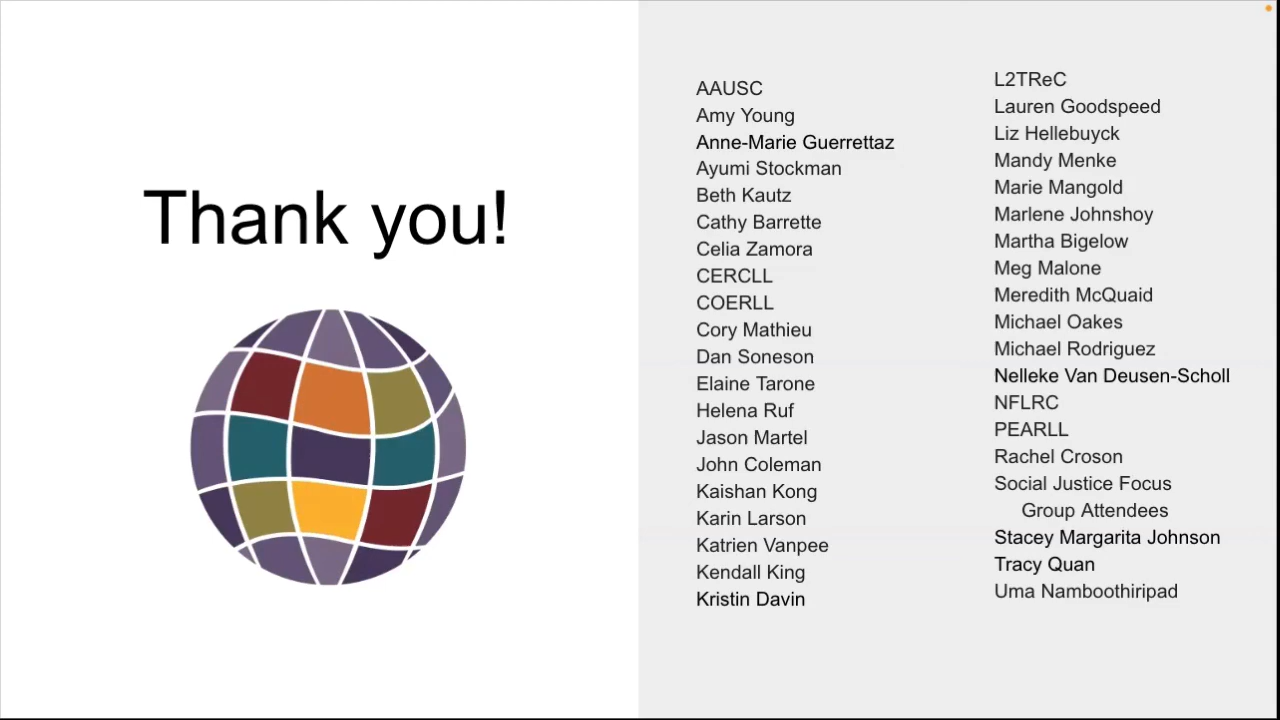 Thank you!
AAUSC
Amy Young
Anne-Marie Guerrettaz
Ayumi Stockman
Beth Kautz
Cathy Barrette
Celia Zamora
CERCLL
COERLL
Cory Mathieu
Dan Soneson
Elaine Tarone
Helena Ruf
Jason Martel
John Coleman
Kaishan Kong
Karin Larson
Katrien Vanpee
Kendall King
Kristin Davin
L2TReC
Lauren Goodspeed
Liz Hellebuyck
Mandy Menke
Marie Mangold
Marlene Johnshoy
Martha Bigelow
Meg Malone
Meredith McQuaid
Michael Oakes
Michael Rodriguez
Nelleke Van Deusen-Scholl
NFLRC
PEARLL
Rachel Croson
Social Justice Focus
Group Attendees
Stacey Margarita Johnson
Tracy Quan
Uma Namboothiripad